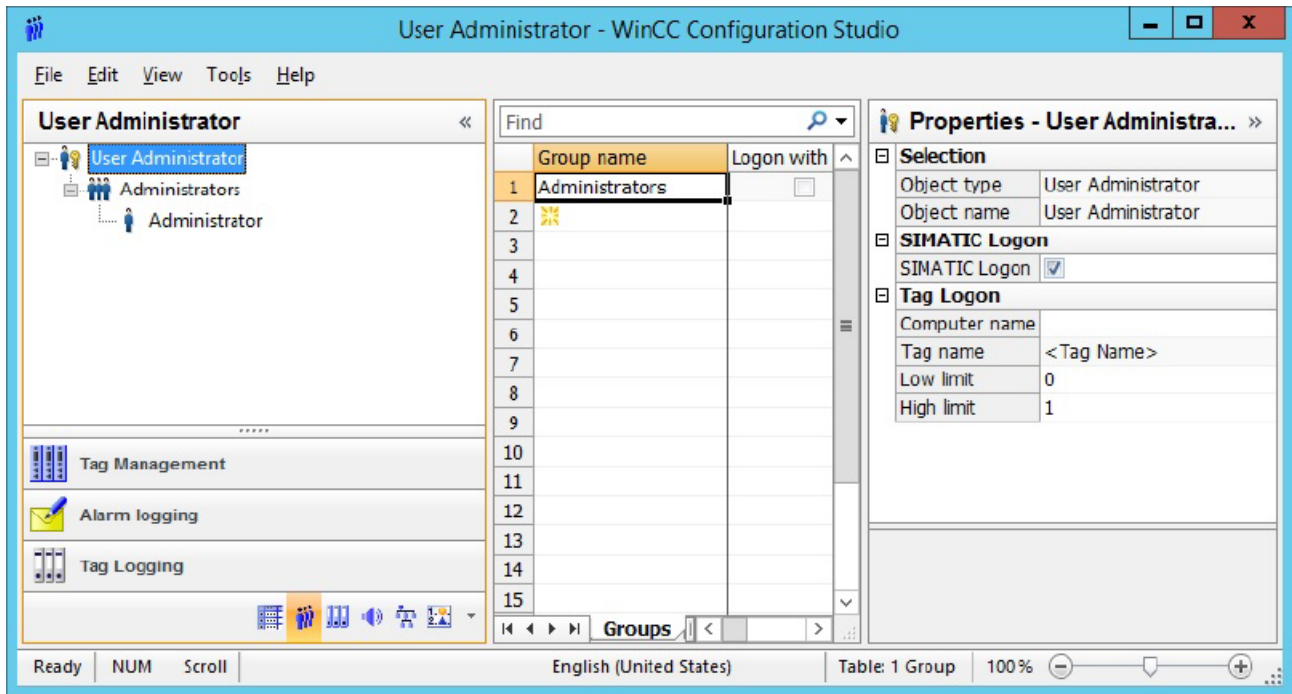 User Administrator - WinCC Configuration Studio
File Edit View Tools Help
User Administrator «
User Administrator
Administrators
Administrator
Tag Management
Alarm logging
Tag Logging
Find
Group name Logon with
1 Administrators
2
3
4
5
6
7
8
9
10
11
12
13
14
15
Groups
Properties - User Administra... »
Selection
Object type User Administrator
Object name User Administrator
SIMATIC Logon
SIMATIC Logon
Tag Logon
Computer name
Tag name <Tag Name>
Low limit 0
High limit 1
Ready NUM Scroll English (United States) Table: 1 Group 100%